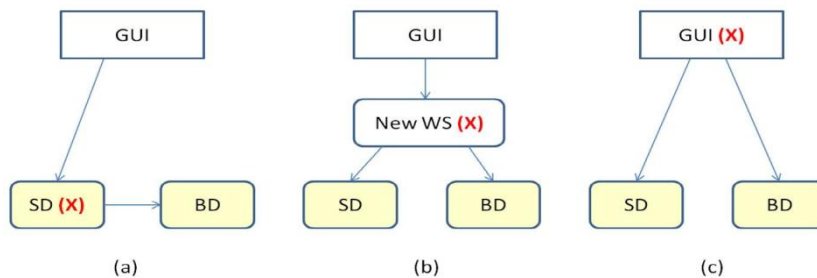 GUI
GUI
GUI (X)
New WS (X)
SD (X)
BD
SD
BD
SD
BD
(a)
(b)
(c)